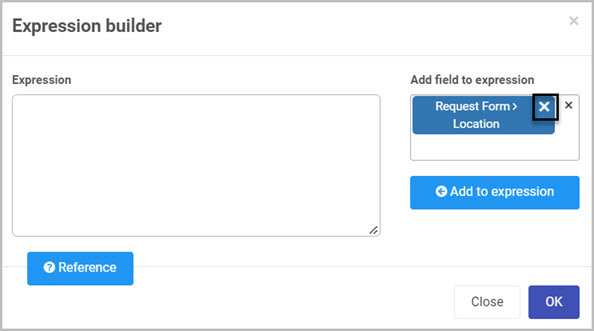 Expression builder
Expression
Add field to expression
Request Form >
Location
Add to expression
Reference
Close
OK